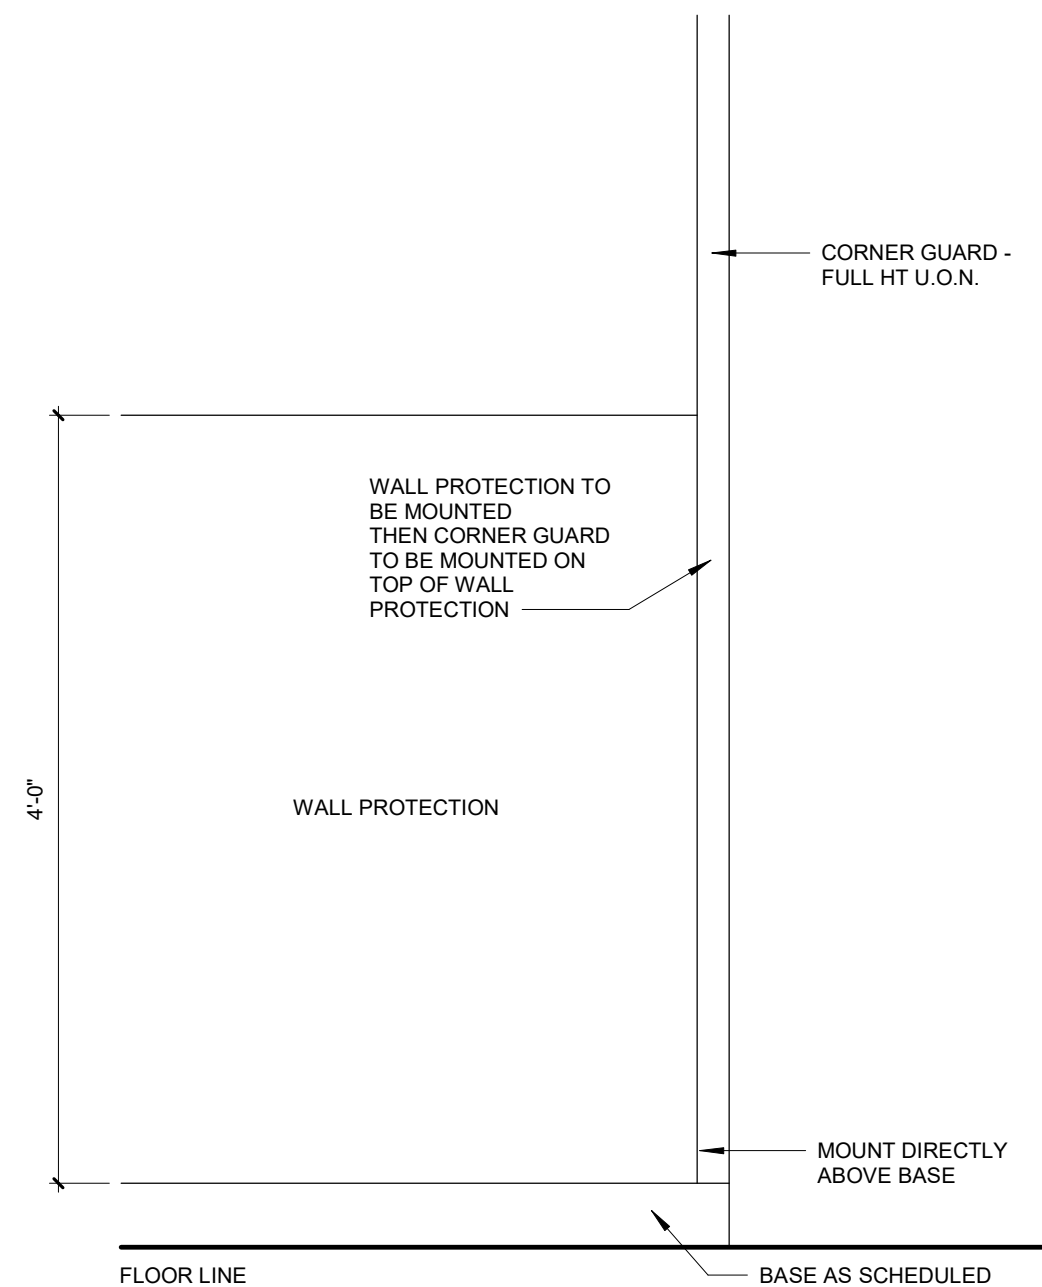 CORNER GUARD -
FULL HT U.O.N.
WALL PROTECTION TO
BE MOUNTED
THEN CORNER GUARD
TO BE MOUNTED ON
TOP OF WALL
PROTECTION
4'-0"
WALL PROTECTION
MOUNT DIRECTLY
ABOVE BASE
FLOOR LINE
BASE AS SCHEDULED